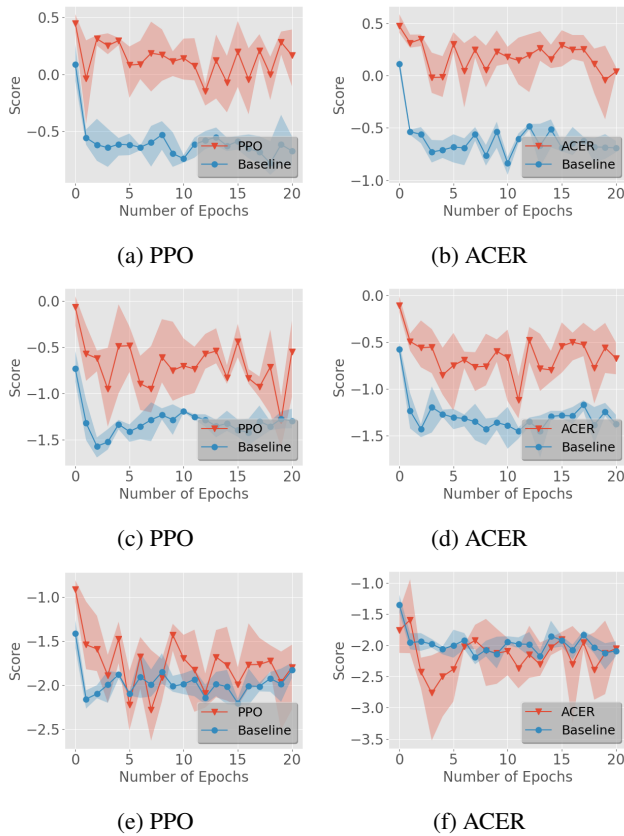 0.5
0.0
−0.5
Score
PPO
Baseline
0 5 10 15 20
Number of Epochs
(a) PPO
0.5
0.0
−0.5
−1.0
Score
ACER
Baseline
0 5 10 15 20
Number of Epochs
(b) ACER
0.0
−0.5
−1.0
−1.5
Score
PPO
Baseline
0 5 10 15 20
Number of Epochs
(c) PPO
0.0
−0.5
−1.0
−1.5
Score
ACER
Baseline
0 5 10 15 20
Number of Epochs
(d) ACER
−1.0
−1.5
−2.0
−2.5
Score
PPO
Baseline
0 5 10 15 20
Number of Epochs
(e) PPO
−1.0
−1.5
−2.0
−2.5
−3.0
−3.5
Score
ACER
Baseline
0 5 10 15 20
Number of Epochs
(f) ACER